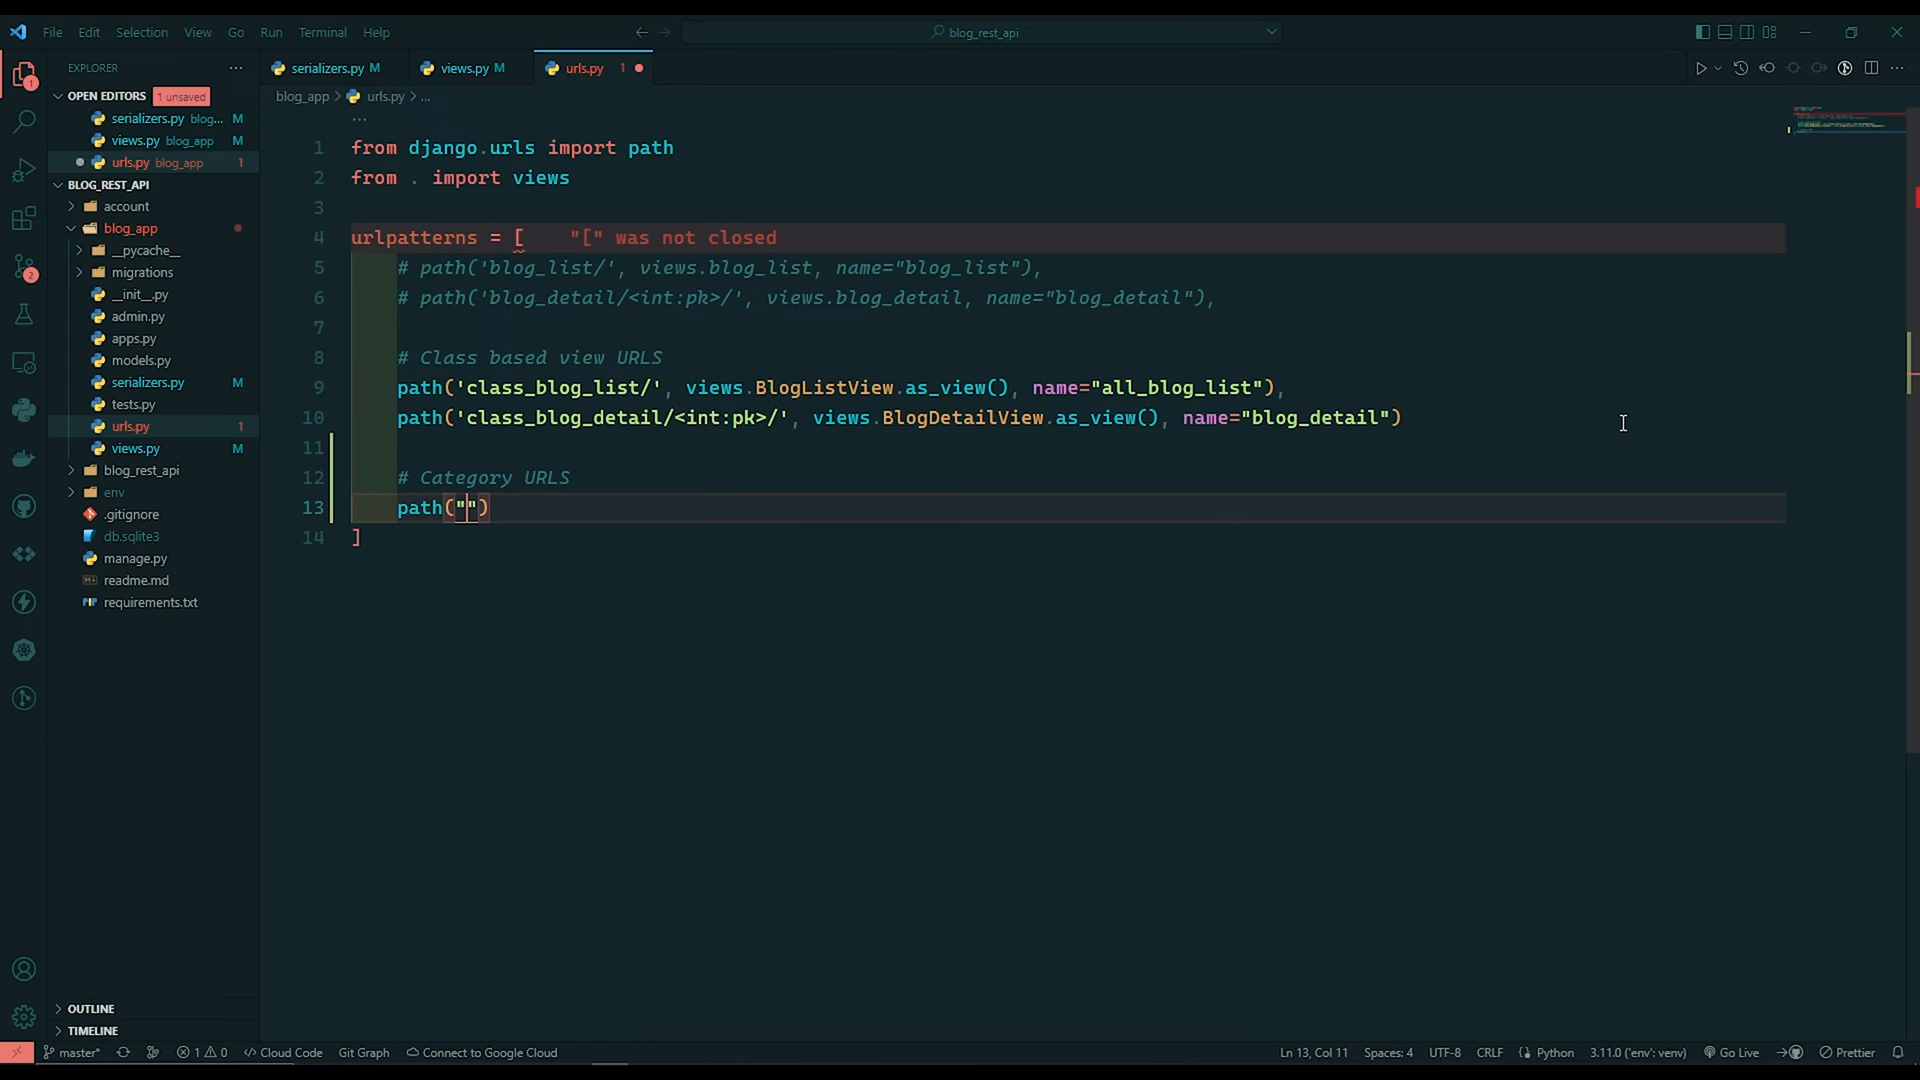 File Edit Selection View Go Run Terminal Help
blog_rest_api
EXPLORER
serializers.py M
views.py M
urls.py 1
OPEN EDITORS 1 unsaved
serializers.py blog... M
views.py blog_app M
urls.py blog_app 1
BLOG_REST_API
account
blog_app
__pycache__
migrations
__init__.py
admin.py
apps.py
models.py
serializers.py M
tests.py
urls.py 1
views.py M
blog_rest_api
env
.gitignore
db.sqlite3
manage.py
readme.md
requirements.txt
OUTLINE
TIMELINE
blog_app > urls.py > ...
1 from django.urls import path
2 from . import views
3
4 urlpatterns = [ "[" was not closed
5 # path('blog_list/', views.blog_list, name="blog_list"),
6 # path('blog_detail/<int:pk>/', views.blog_detail, name="blog_detail"),
7
8 # Class based view URLS
9 path('class_blog_list/', views.BlogListView.as_view(), name="all_blog_list"),
10 path('class_blog_detail/<int:pk>/', views.BlogDetailView.as_view(), name="blog_detail")
11
12 # Category URLS
13 path("")
14 ]
1
2
master* 1 0 Cloud Code Git Graph Connect to Google Cloud Ln 13, Col 11 Spaces: 4 UTF-8 CRLF Python 3.11.0 ('env': venv) Go Live Prettier